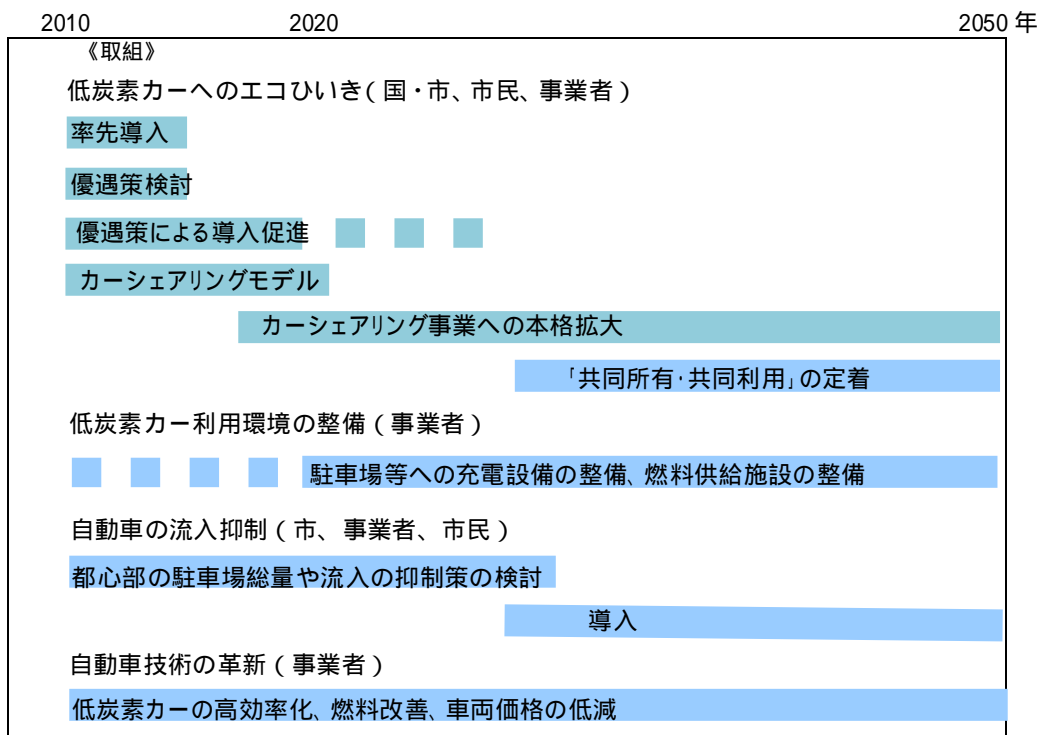 2010 2020 2050年
《取組》
低炭素カーへのエコひいき(国・市、市民、事業者)
率先導入
優遇策検討
優遇策による導入促進
カーシェアリングモデル
カーシェアリング事業への本格拡大
「共同所有・共同利用」の定着
低炭素カー利用環境の整備(事業者)
駐車場等への充電設備の整備、燃料供給施設の整備
自動車の流入抑制(市、事業者、市民)
都心部の駐車場総量や流入の抑制策の検討
導入
自動車技術の革新(事業者)
低炭素カーの高効率化、燃料改善、車両価格の低減